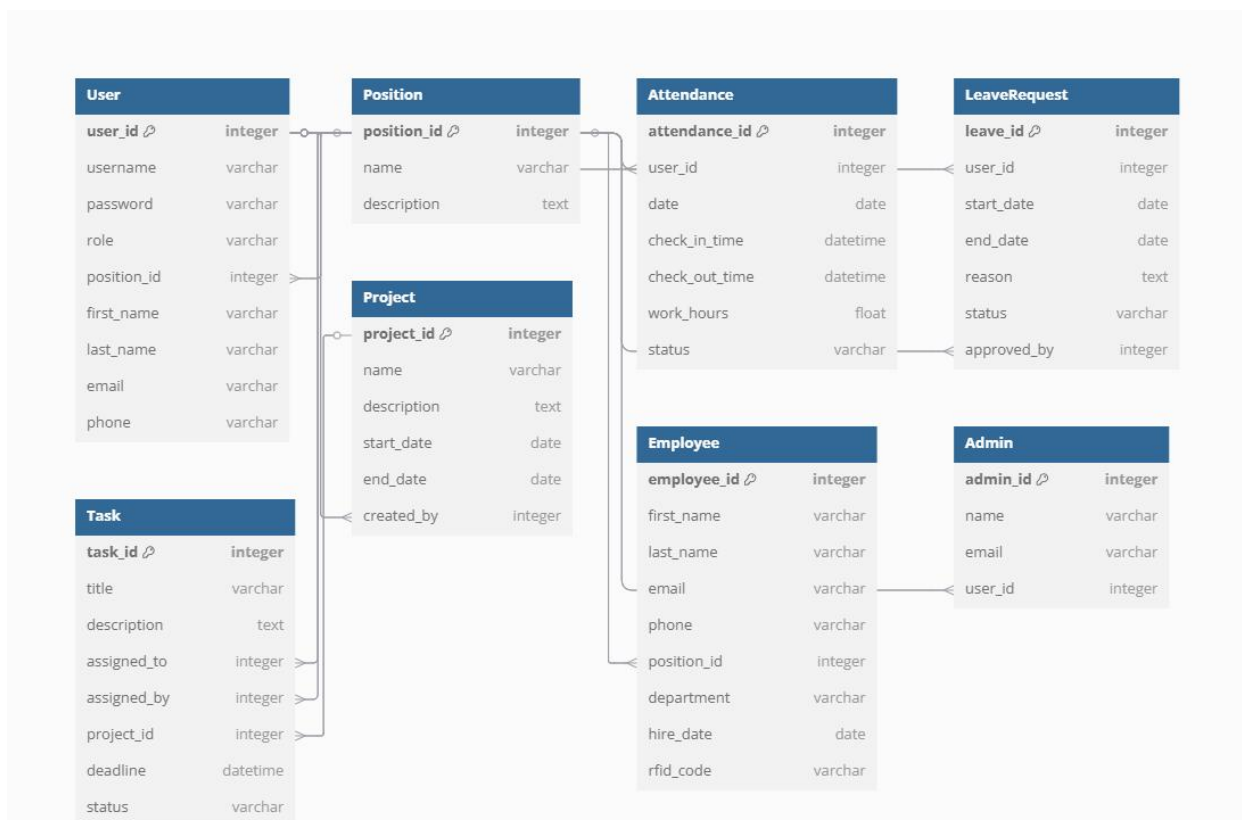 User
user_id integer
username varchar
password varchar
role varchar
position_id integer
first_name varchar
last_name varchar
email varchar
phone varchar
Position
position_id integer
name varchar
description text
Attendance
attendance_id integer
user_id integer
date date
check_in_time datetime
check_out_time datetime
work_hours float
status varchar
LeaveRequest
leave_id integer
user_id integer
start_date date
end_date date
reason text
status varchar
approved_by integer
Project
project_id integer
name varchar
description text
start_date date
end_date date
created_by integer
Employee
employee_id integer
first_name varchar
last_name varchar
email varchar
phone varchar
position_id integer
department varchar
hire_date date
rfid_code varchar
Admin
admin_id integer
name varchar
email varchar
user_id integer
Task
task_id integer
title varchar
description text
assigned_to integer
assigned_by integer
project_id integer
deadline datetime
status varchar